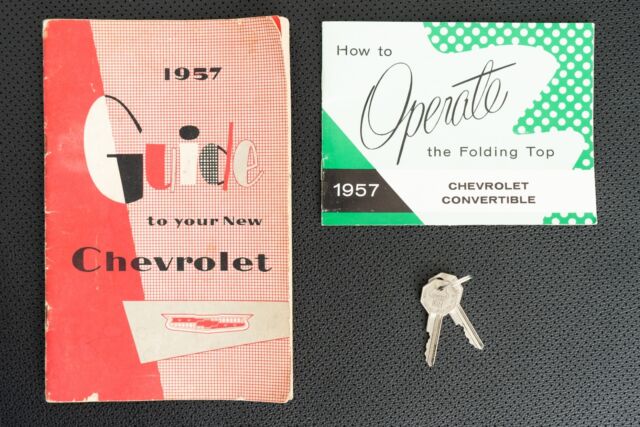 1957
Guide
to your New
Chevrolet
How to
Operate
the Folding Top
1957
CHEVROLET
CONVERTIBLE